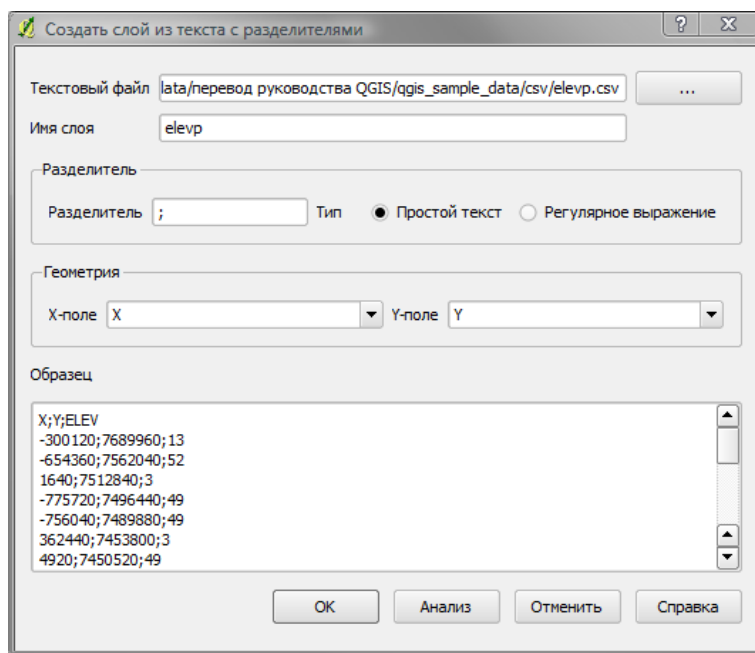 Создать слой из текста с разделителями
Текстовый файл lata/перевод руководства QGIS/qgis_sample_data/csv/elevp.csv ...
Имя слоя elevp
Разделитель
Разделитель ; Тип Простой текст Регулярное выражение
Геометрия
X-поле X Y-поле Y
Образец
X;Y;ELEV
-300120;7689960;13
-654360;7562040;52
1640;7512840;3
-775720;7496440;49
-756040;7489880;49
362440;7453800;3
4920;7450520;49
OK Анализ Отменить Справка